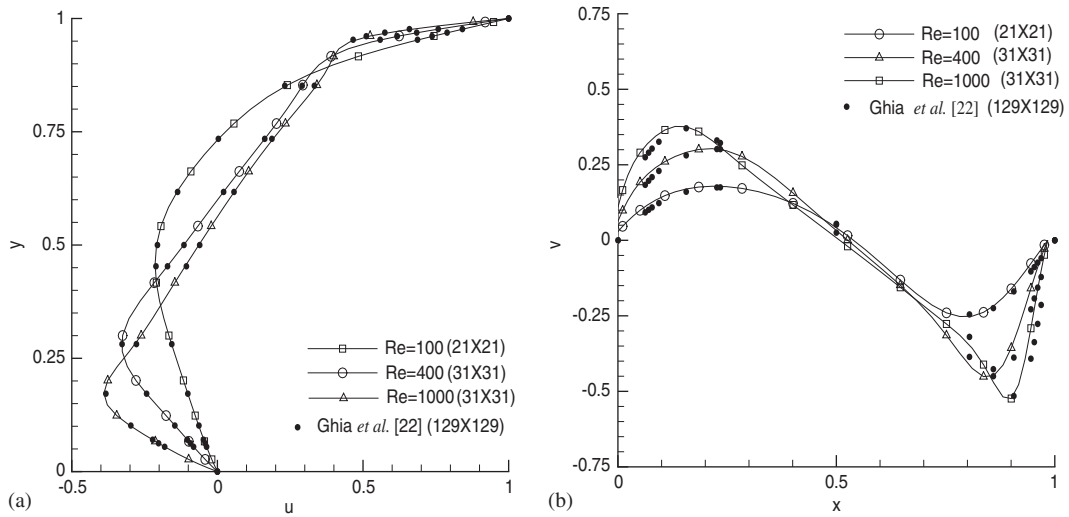 1
0.75
0.5
0.25
0
y
-0.5
0
0.5
1
u
Re=100 (21X21)
Re=400 (31X31)
Re=1000 (31X31)
Ghia et al. [22] (129X129)
(a)
0.75
0.5
0.25
0
-0.25
-0.5
-0.75
v
0
0.5
1
x
Re=100 (21X21)
Re=400 (31X31)
Re=1000 (31X31)
Ghia et al. [22] (129X129)
(b)